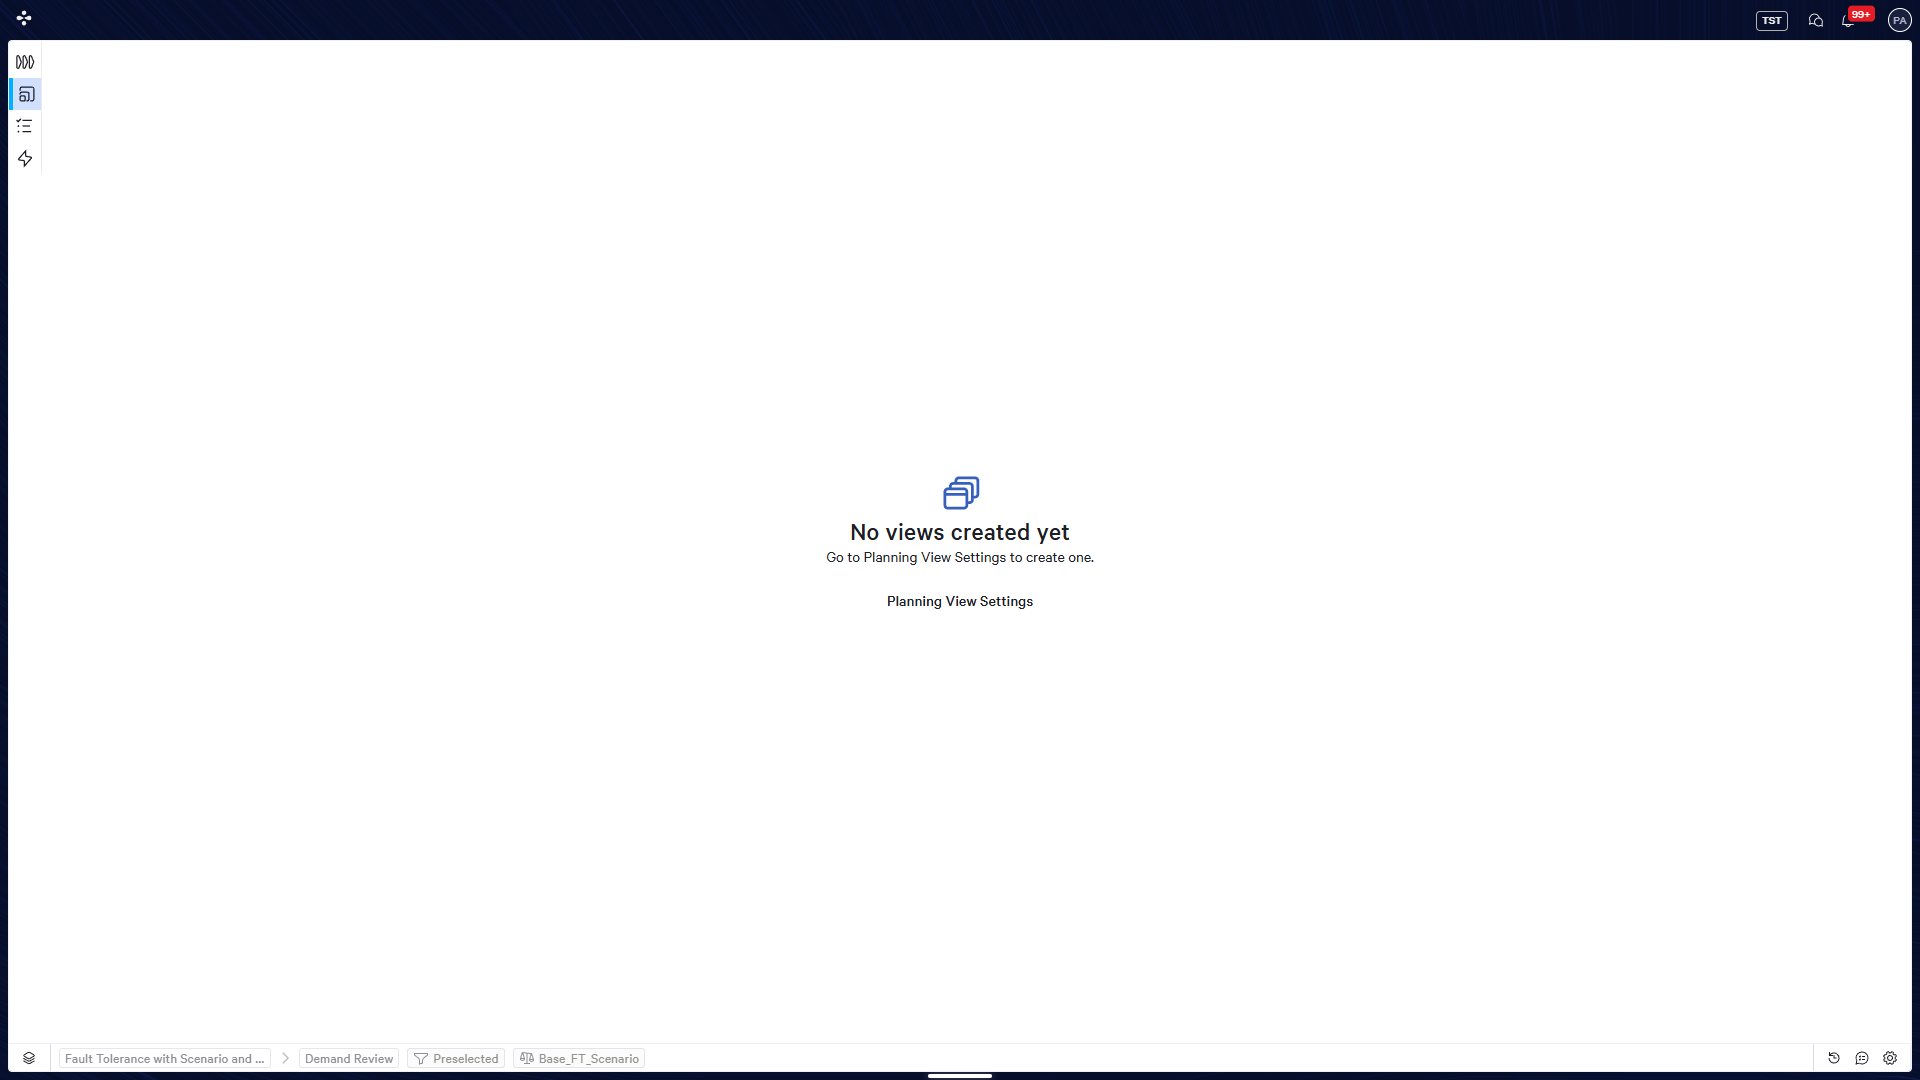 TST
99+
PA
No views created yet
Go to Planning View Settings to create one.
Planning View Settings
Fault Tolerance with Scenario and ...
Demand Review
Preselected
Base_FT_Scenario